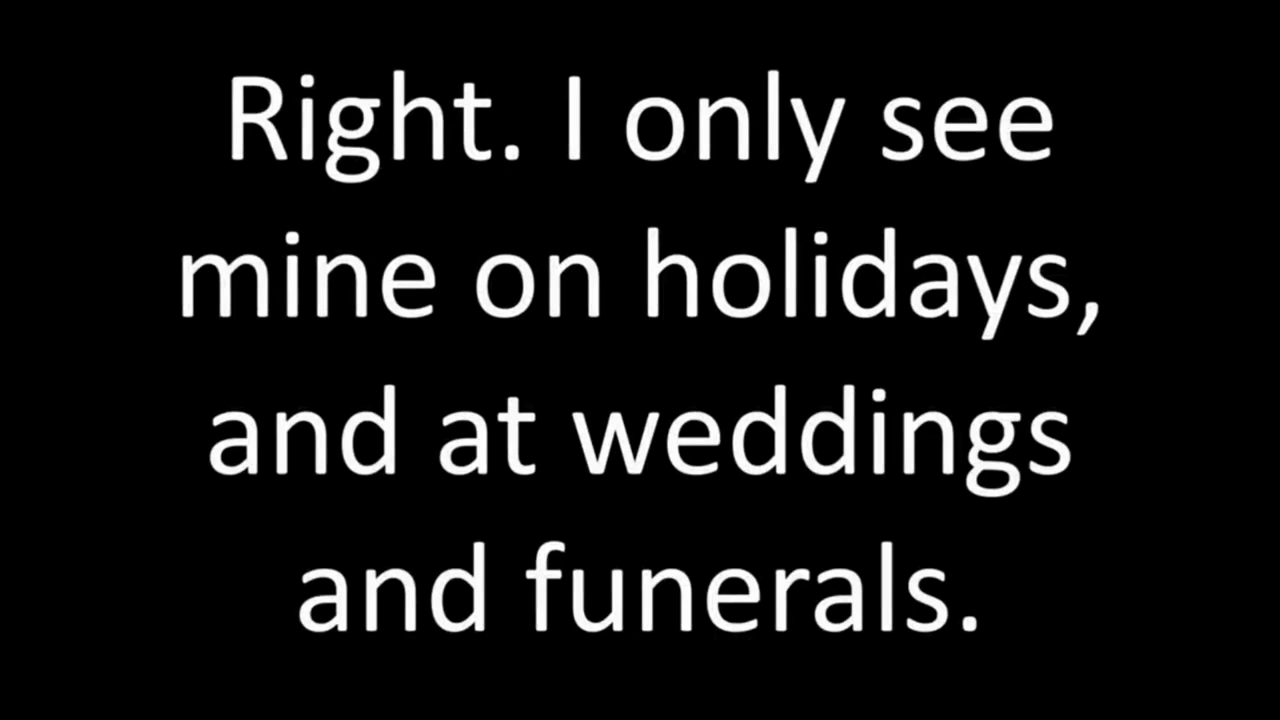 Right. I only see
mine on holidays,
and at weddings
and funerals.